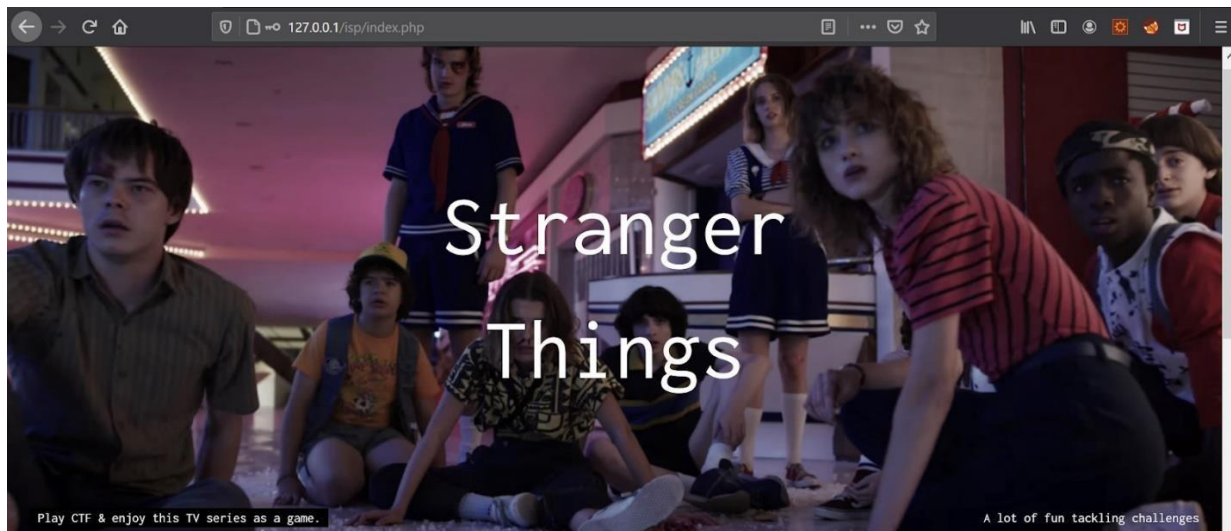 127.0.0.1/isp/index.php
Stranger
Things
Play CTF & enjoy this TV series as a game.
A lot of fun tackling challenges